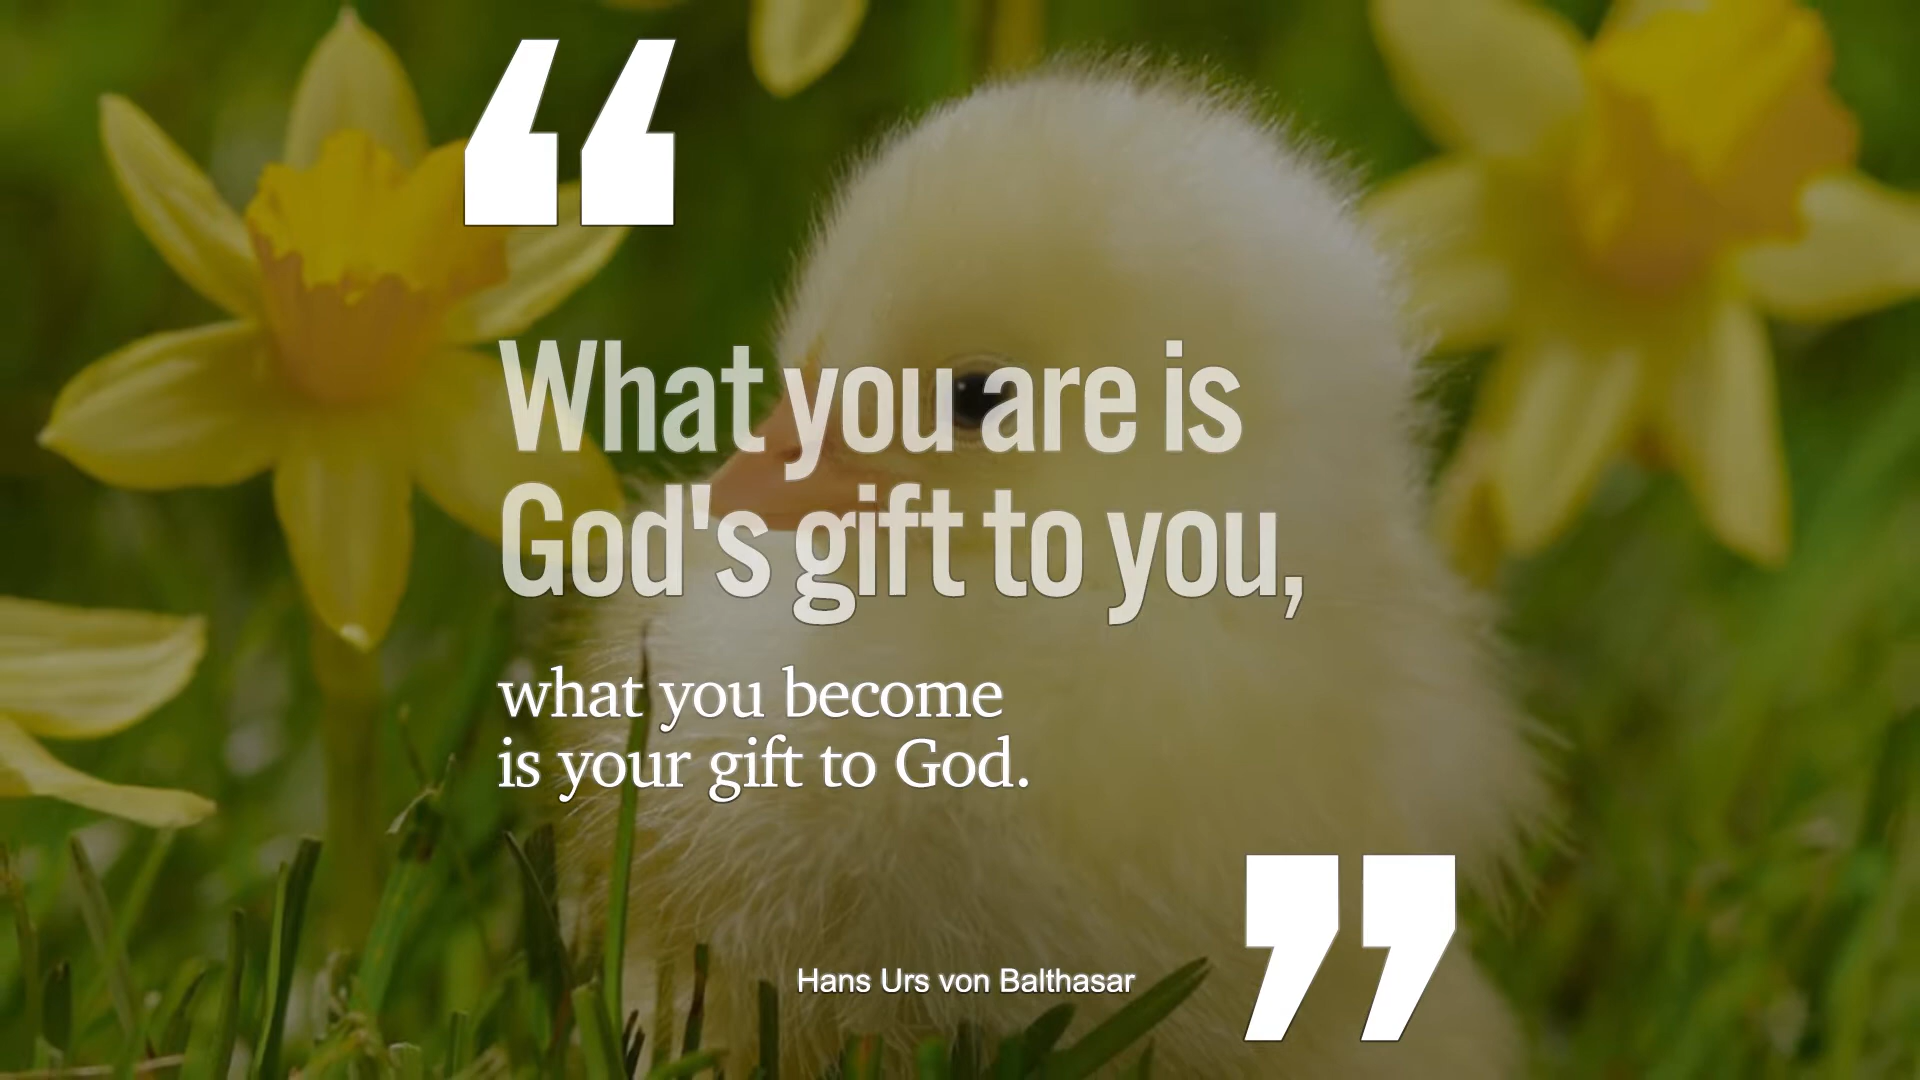 “
What you are is
God's gift to you,
what you become
is your gift to God.
”
Hans Urs von Balthasar